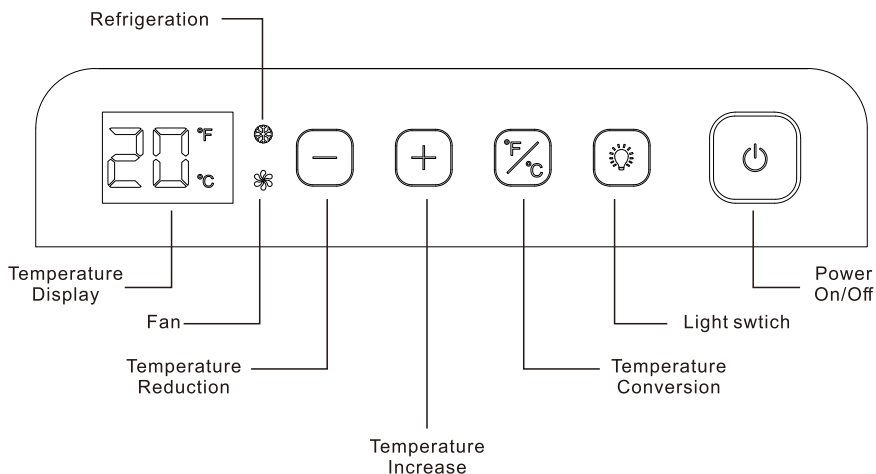 Refrigeration
20 °F
°C
°F/°C
Temperature
Display
Fan
Temperature
Reduction
Temperature
Increase
Temperature
Conversion
Light swtich
Power
On/Off